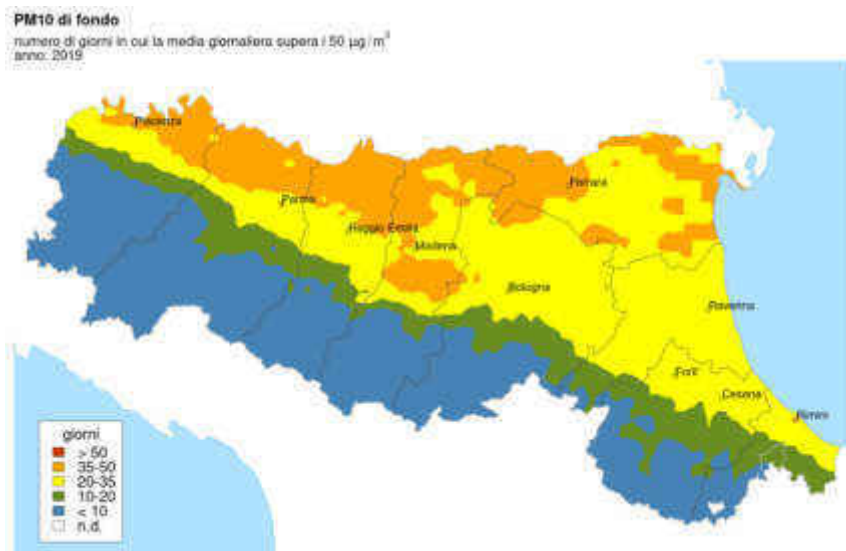 PM10 di fondo
numero di giorni in cui la media giornaliera supera i 50 µg/m³
anno: 2019
Piacenza
Ferrara
Parma
Reggio Emilia
Modena
Bologna
Ravenna
Forlì
Cesena
Rimini
giorni
> 50
35-50
20-35
10-20
< 10
n.d.